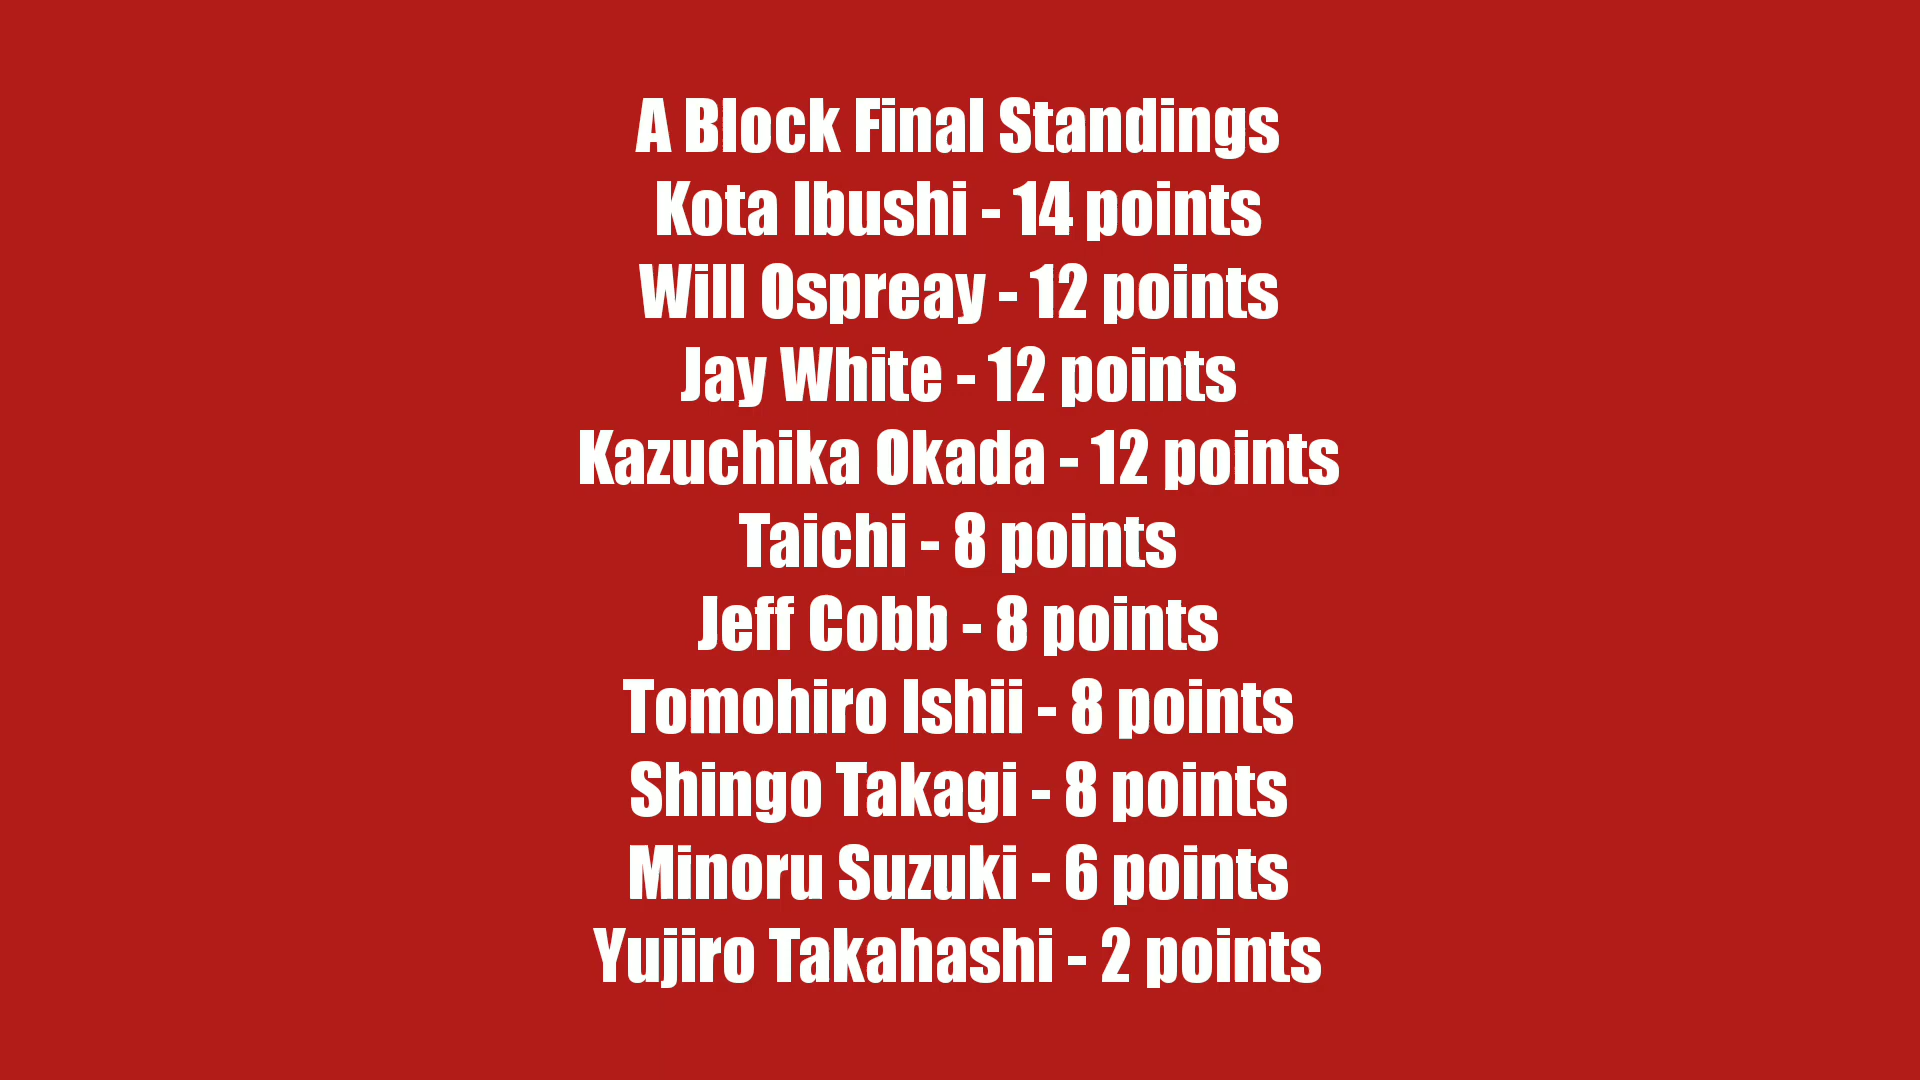 A Block Final Standings
Kota Ibushi - 14 points
Will Ospreay - 12 points
Jay White - 12 points
Kazuchika Okada - 12 points
Taichi - 8 points
Jeff Cobb - 8 points
Tomohiro Ishii - 8 points
Shingo Takagi - 8 points
Minoru Suzuki - 6 points
Yujiro Takahashi - 2 points